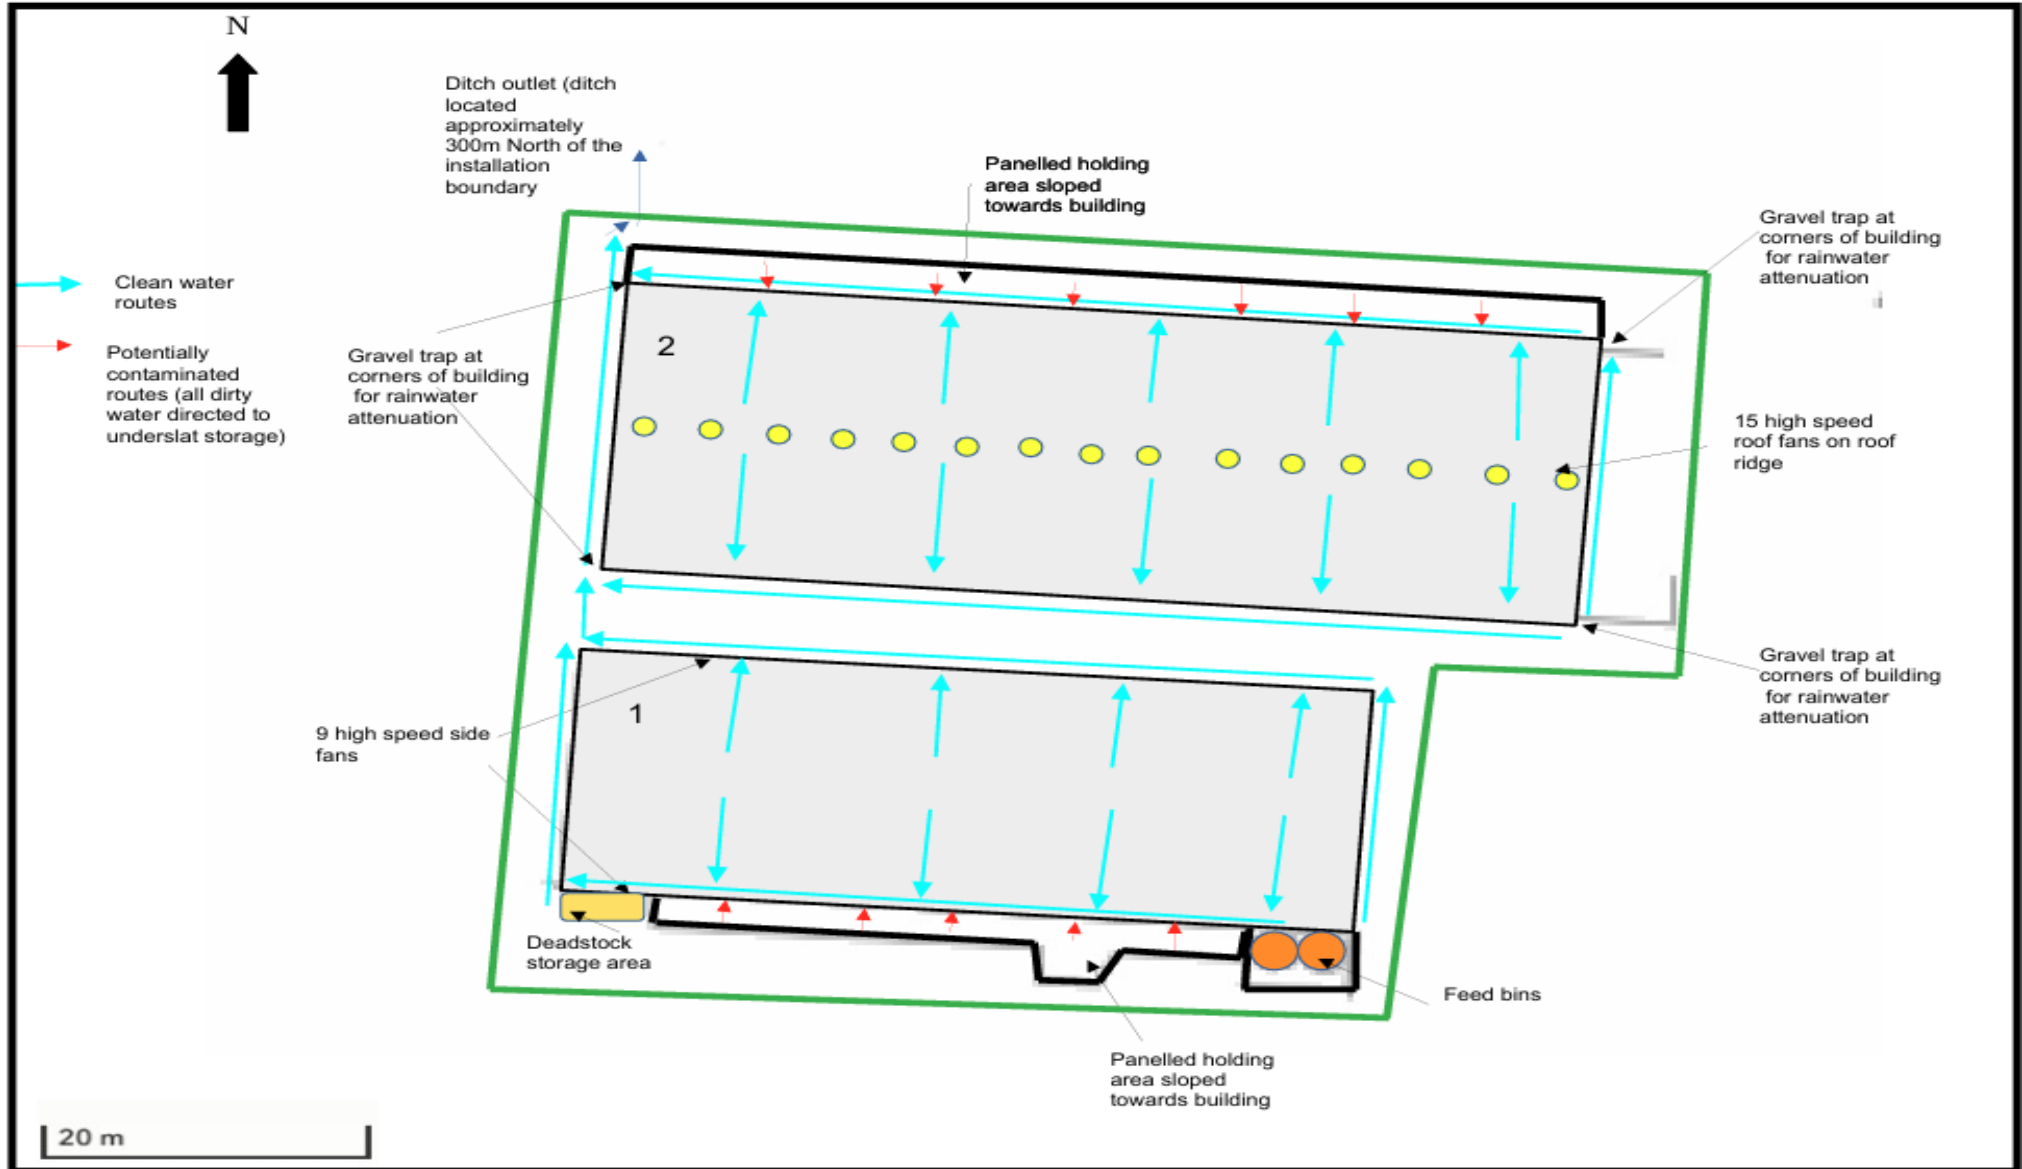 N
Ditch outlet (ditch
located
approximately
300m North of the
installation
boundary
Panelled holding
area sloped
towards building
Gravel trap at
corners of building
for rainwater
attenuation
Clean water
routes
Potentially
contaminated
routes (all dirty
water directed to
underslat storage)
Gravel trap at
corners of building
for rainwater
attenuation
2
15 high speed
roof fans on roof
ridge
Gravel trap at
corners of building
for rainwater
attenuation
1
9 high speed side
fans
Deadstock
storage area
Feed bins
Panelled holding
area sloped
towards building
20 m